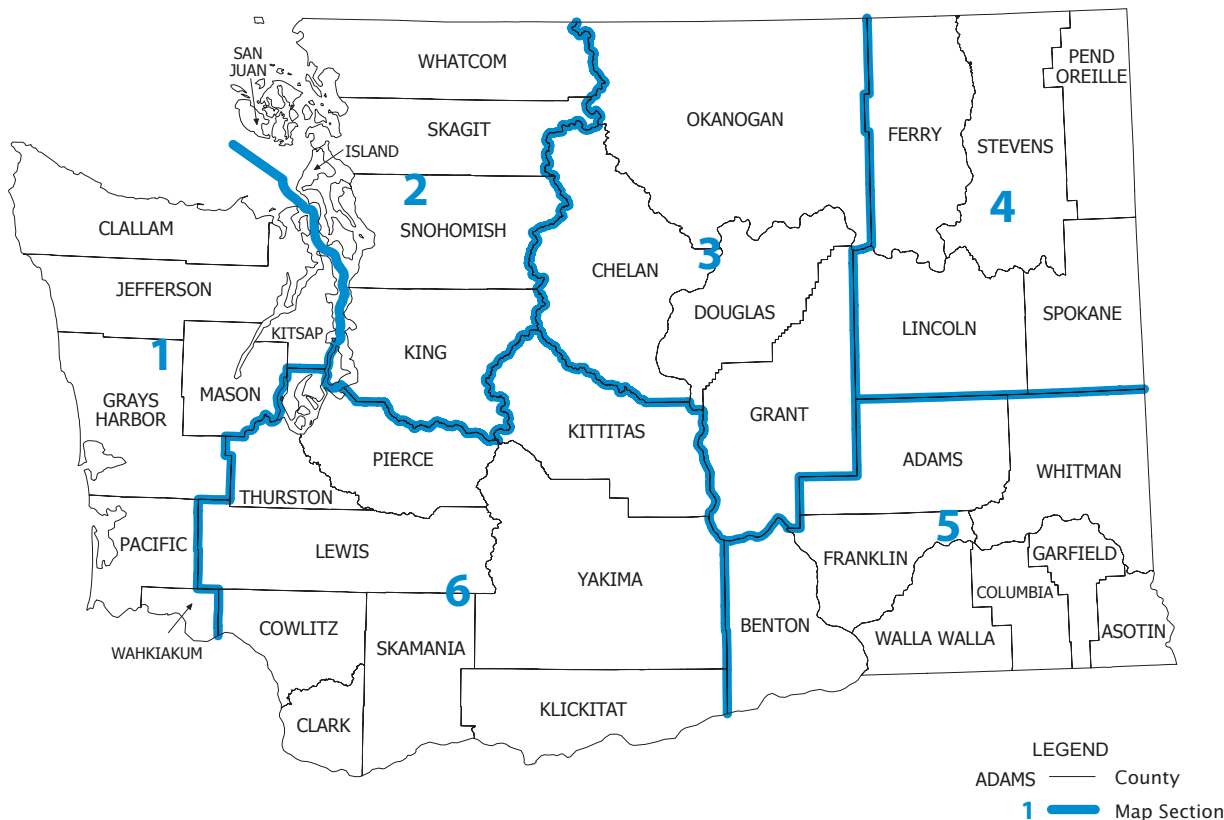 WHATCOM
SAN
JUAN
PEND
OREILLE
OKANOGAN
SKAGIT
FERRY
STEVENS
ISLAND
2
4
CLALLAM
SNOHOMISH
3
CHELAN
JEFFERSON
DOUGLAS
SPOKANE
LINCOLN
KITSAP
KING
1
MASON
GRAYS
HARBOR
GRANT
KITTITAS
PIERCE
ADAMS
WHITMAN
THURSTON
5
PACIFIC
LEWIS
FRANKLIN
GARFIELD
YAKIMA
6
COLUMBIA
COWLITZ
BENTON
ASOTIN
WALLA WALLA
SKAMANIA
WAHKIAKUM
KLICKITAT
CLARK
LEGEND
ADAMS County
1 Map Section